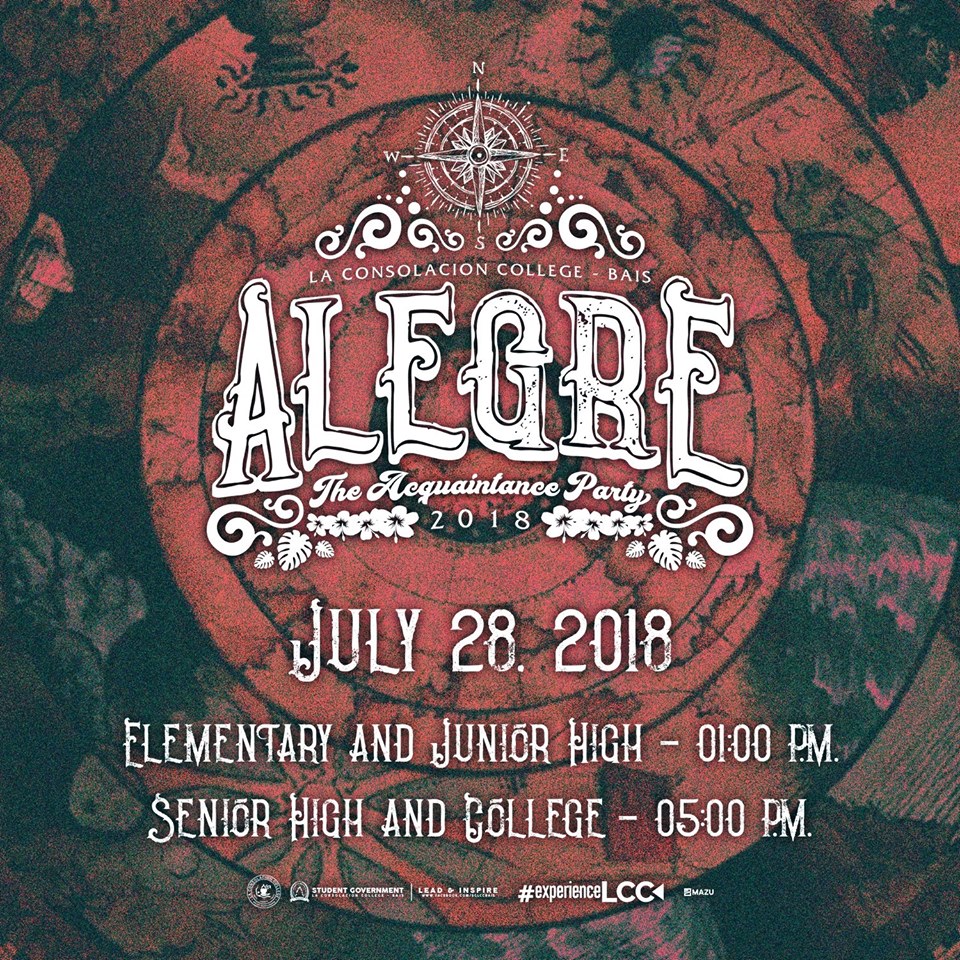 N
W E
S
LA CONSOLACION COLLEGE - BAIS
ALEGRE
The Acquaintance Party
2018
JULY 28. 2018
ELEMENTARY AND JUNIOR HIGH - 01:00 P.M.
SENIOR HIGH AND COLLEGE - 05:00 P.M.
STUDENT GOVERNMENT
LA CONSOLACION COLLEGE - BAIS
LEAD & INSPIRE
#experienceLCC
MAZU